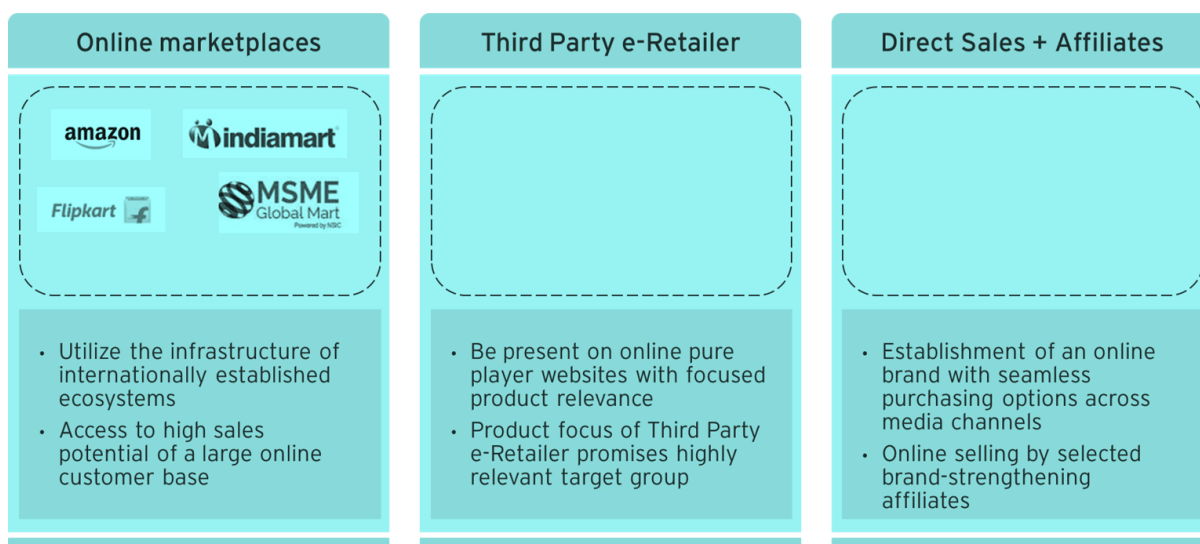 Online marketplaces
amazon
indiamart
Flipkart
MSME
Global Mart
Powered by NSIC
• Utilize the infrastructure of
internationally established
ecosystems
• Access to high sales
potential of a large online
customer base
Third Party e-Retailer
• Be present on online pure
player websites with focused
product relevance
• Product focus of Third Party
e-Retailer promises highly
relevant target group
Direct Sales + Affiliates
• Establishment of an online
brand with seamless
purchasing options across
media channels
• Online selling by selected
brand-strengthening
affiliates